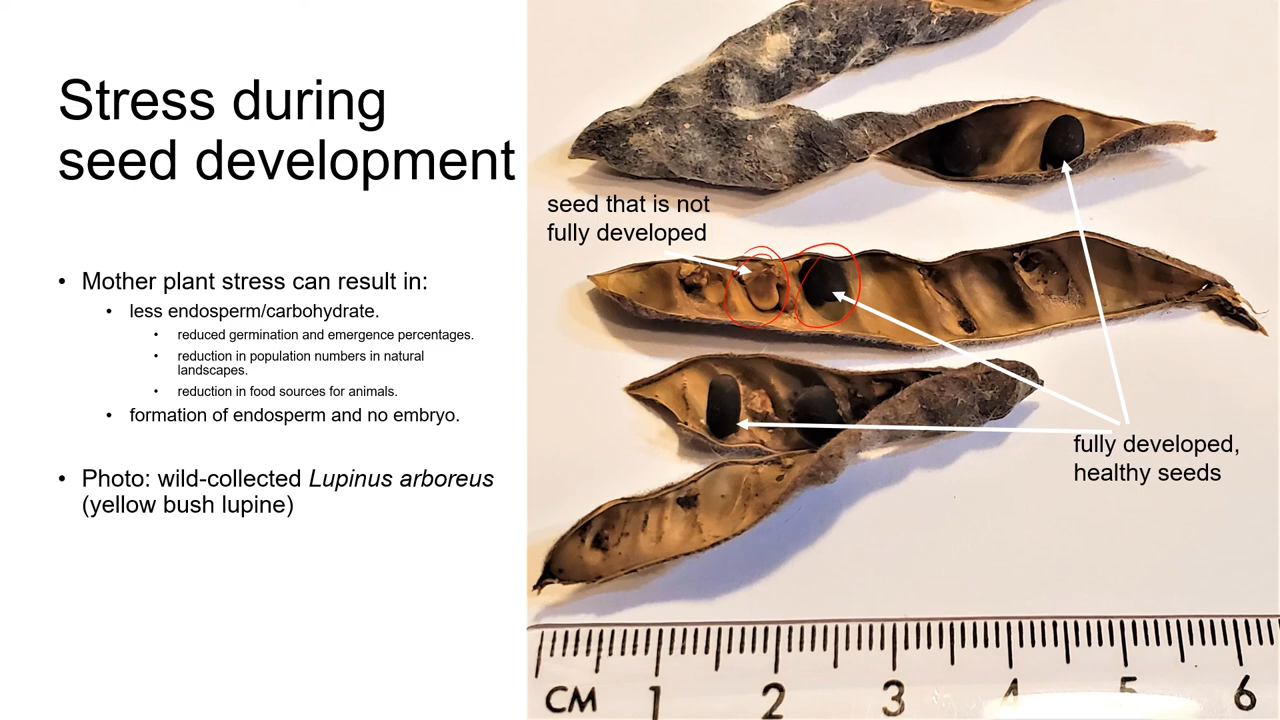 Stress during
seed development
• Mother plant stress can result in:
• less endosperm/carbohydrate.
• reduced germination and emergence percentages.
• reduction in population numbers in natural
landscapes.
• reduction in food sources for animals.
• formation of endosperm and no embryo.
• Photo: wild-collected Lupinus arboreus
(yellow bush lupine)
seed that is not
fully developed
fully developed,
healthy seeds
CM 1 2 3 4 5 6